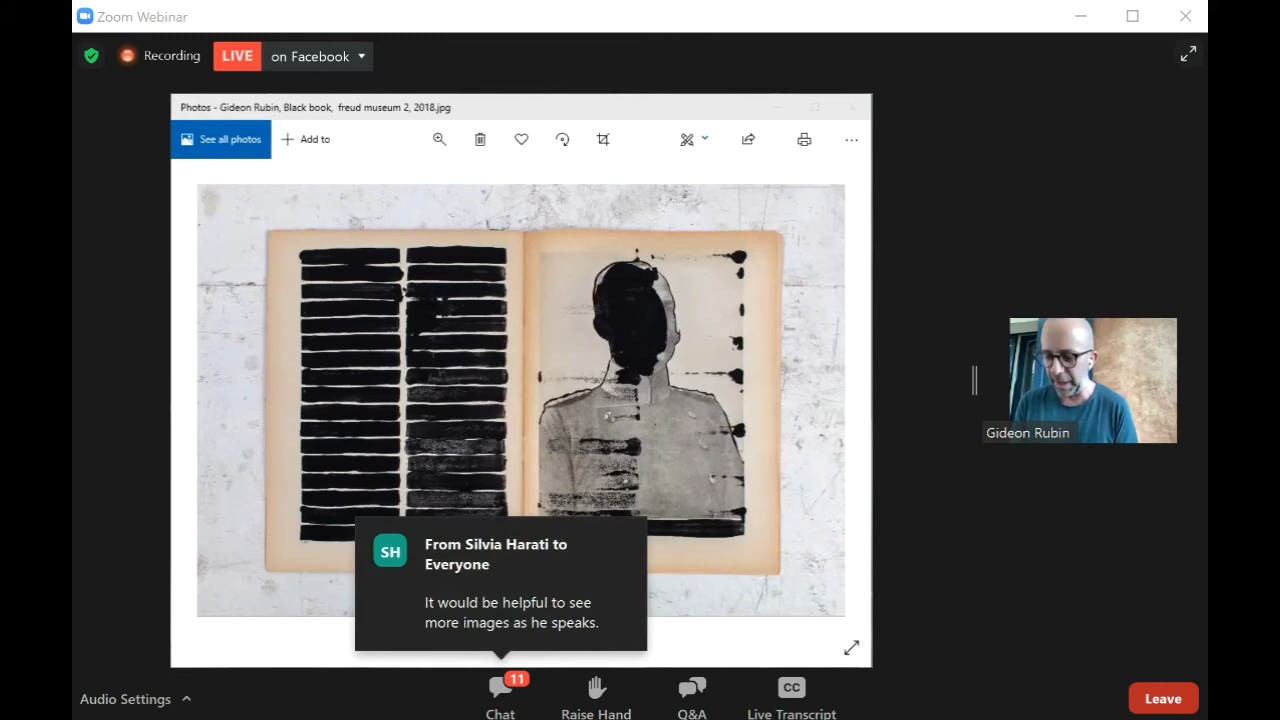 Zoom Webinar
Recording
LIVE on Facebook
Photos - Gideon Rubin, Black book, freud museum 2, 2018.jpg
See all photos
Add to
Gideon Rubin
SH
From Silvia Harati to
Everyone
It would be helpful to see
more images as he speaks.
Audio Settings
11
Chat
Raise Hand
Q&A
CC
Live Transcript
Leave